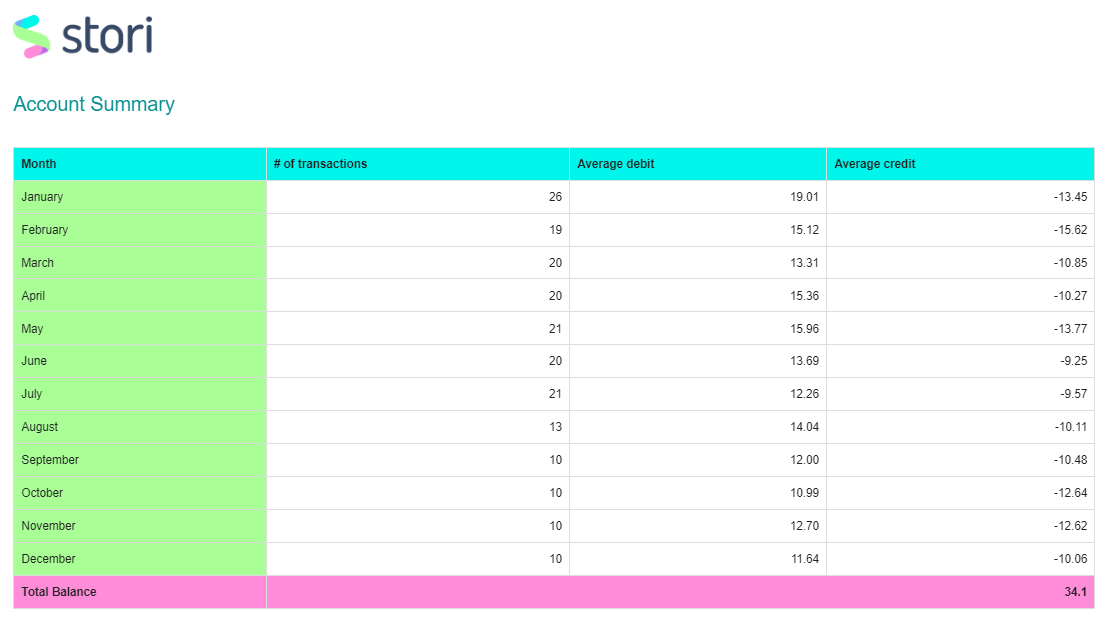 stori
Account Summary
Month # of transactions Average debit Average credit
January 26 19.01 -13.45
February 19 15.12 -15.62
March 20 13.31 -10.85
April 20 15.36 -10.27
May 21 15.96 -13.77
June 20 13.69 -9.25
July 21 12.26 -9.57
August 13 14.04 -10.11
September 10 12.00 -10.48
October 10 10.99 -12.64
November 10 12.70 -12.62
December 10 11.64 -10.06
Total Balance 34.1